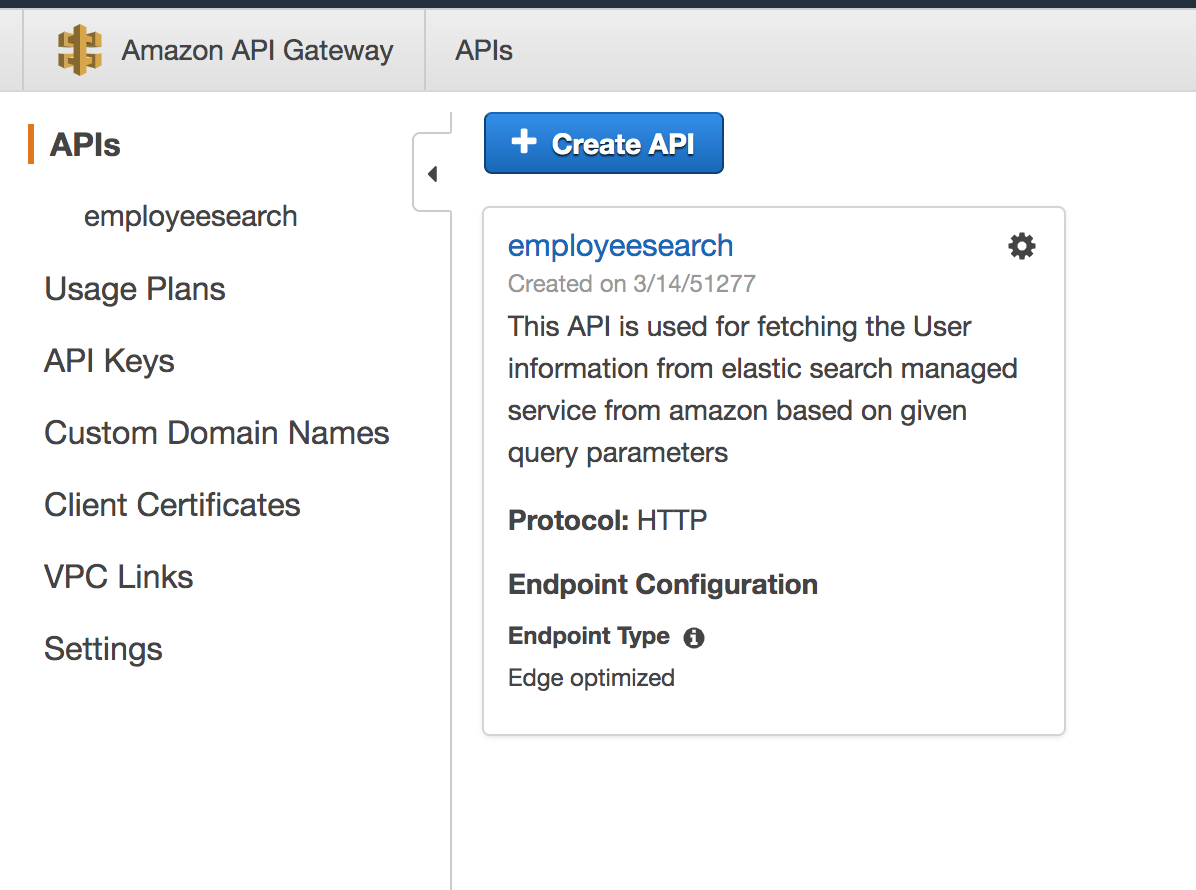 Amazon API Gateway
APIs
APIs
employeesearch
Usage Plans
API Keys
Custom Domain Names
Client Certificates
VPC Links
Settings
Create API
employeesearch
Created on 3/14/51277
This API is used for fetching the User
information from elastic search managed
service from amazon based on given
query parameters
Protocol: HTTP
Endpoint Configuration
Endpoint Type
Edge optimized